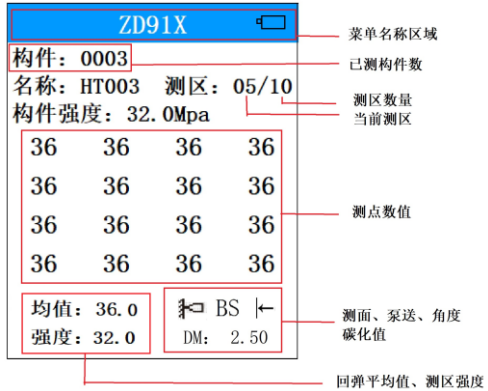 ZD91X
菜单名称区域
构件：0003
已测构件数
名称：HT003 测区：05/10
测区数量
当前测区
构件强度：32.0Mpa
36 36 36 36
36 36 36 36
测点数值
36 36 36 36
36 36 36 36
均值：36.0
强度：32.0
BS
DM： 2.50
测面、泵送、角度
碳化值
回弹平均值、测区强度